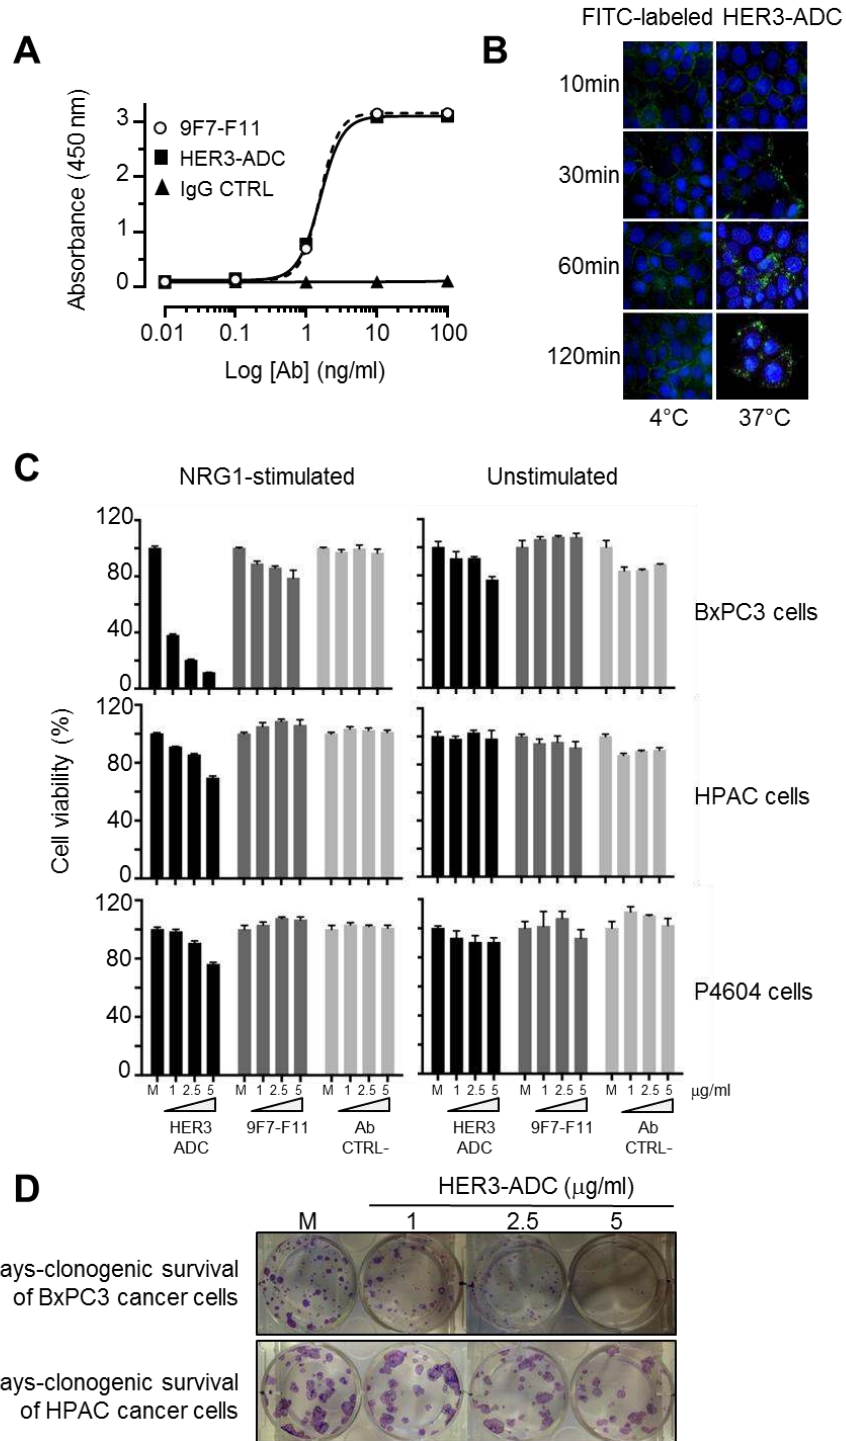 A
Absorbance (450 nm)
3
2
1
0
9F7-F11
HER3-ADC
IgG CTRL
0.01 0.1 1 10 100
Log [Ab] (ng/ml)
B
FITC-labeled HER3-ADC
10min
30min
60min
120min
4°C 37°C
C
NRG1-stimulated Unstimulated
Cell viability (%)
120
80
40
0
BxPC3 cells
120
80
40
0
HPAC cells
120
80
40
0
P4604 cells
M 1 2.5 5 M 1 2.5 5 M 1 2.5 5 M 1 2.5 5 M 1 2.5 5 M 1 2.5 5 μg/ml
HER3 ADC
9F7-F11
Ab CTRL-
HER3 ADC
9F7-F11
Ab CTRL-
D
HER3-ADC (μg/ml)
M 1 2.5 5
ays-clonogenic survival
of BxPC3 cancer cells
ays-clonogenic survival
of HPAC cancer cells